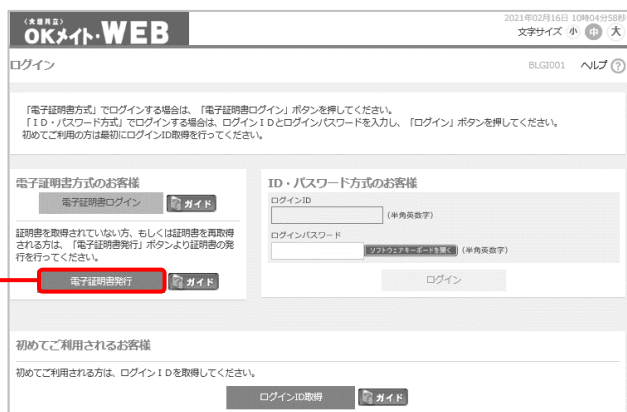 〈大垣共立〉
OKメイト・WEB
2021年02月16日 10時04分58秒
文字サイズ 小 中 大
ログイン
BLGI001 ヘルプ ?
「電子証明書方式」でログインする場合は、「電子証明書ログイン」ボタンを押してください。
「ID・パスワード方式」でログインする場合は、ログインIDとログインパスワードを入力し、「ログイン」ボタンを押してください。
初めてご利用の方は最初にログインID取得を行ってください。
電子証明書方式のお客様
電子証明書ログイン ガイド
証明書を取得されていない方、もしくは証明書を再取得
される方は、「電子証明書発行」ボタンより証明書の発
行を行ってください。
電子証明書発行 ガイド
ID・パスワード方式のお客様
ログインID
(半角英数字)
ログインパスワード
ソフトウェアキーボードを開く (半角英数字)
ログイン
初めてご利用されるお客様
初めてご利用される方は、ログインIDを取得してください。
ログインID取得 ガイド